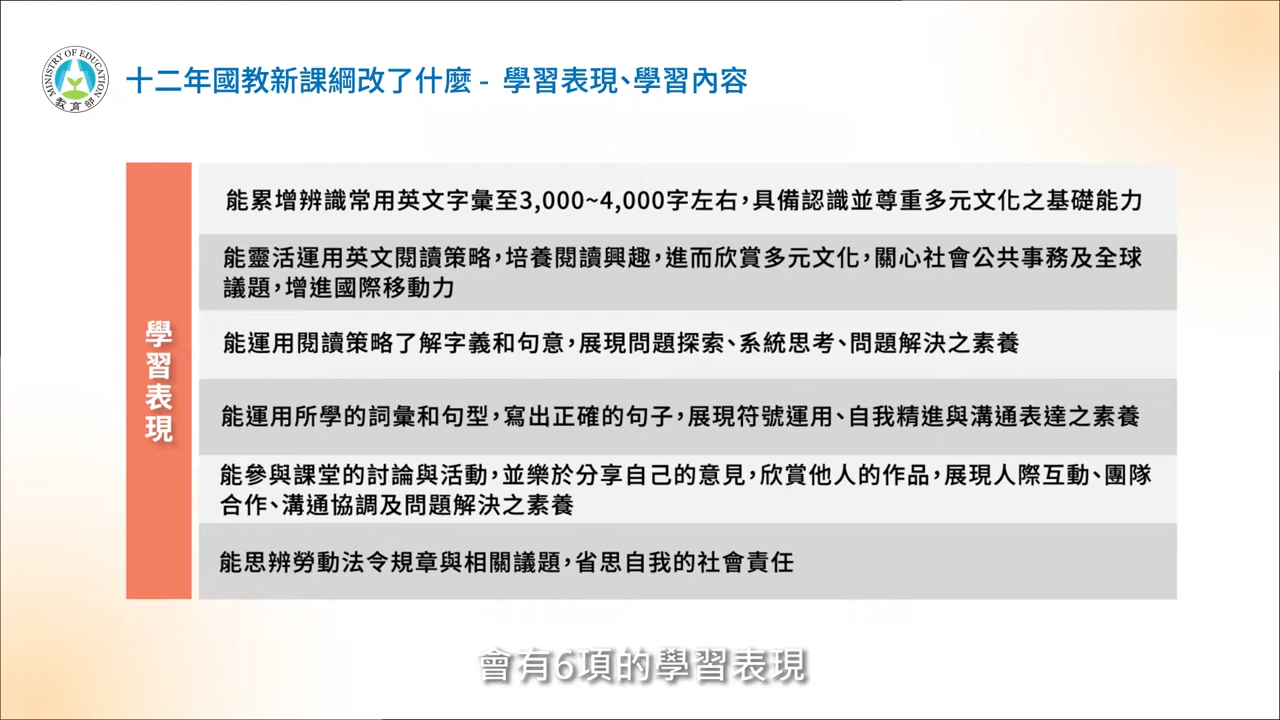 MINISTRY OF EDUCATION
教育部
十二年國教新課綱改了什麼 - 學習表現、學習內容
學習表現
能累增辨識常用英文字彙至3,000~4,000字左右，具備認識並尊重多元文化之基礎能力
能靈活運用英文閱讀策略，培養閱讀興趣，進而欣賞多元文化，關心社會公共事務及全球
議題，增進國際移動力
能運用閱讀策略了解字義和句意，展現問題探索、系統思考、問題解決之素養
能運用所學的詞彙和句型，寫出正確的句子，展現符號運用、自我精進與溝通表達之素養
能參與課堂的討論與活動，並樂於分享自己的意見，欣賞他人的作品，展現人際互動、團隊
合作、溝通協調及問題解決之素養
能思辨勞動法令規章與相關議題，省思自我的社會責任
會有6項的學習表現